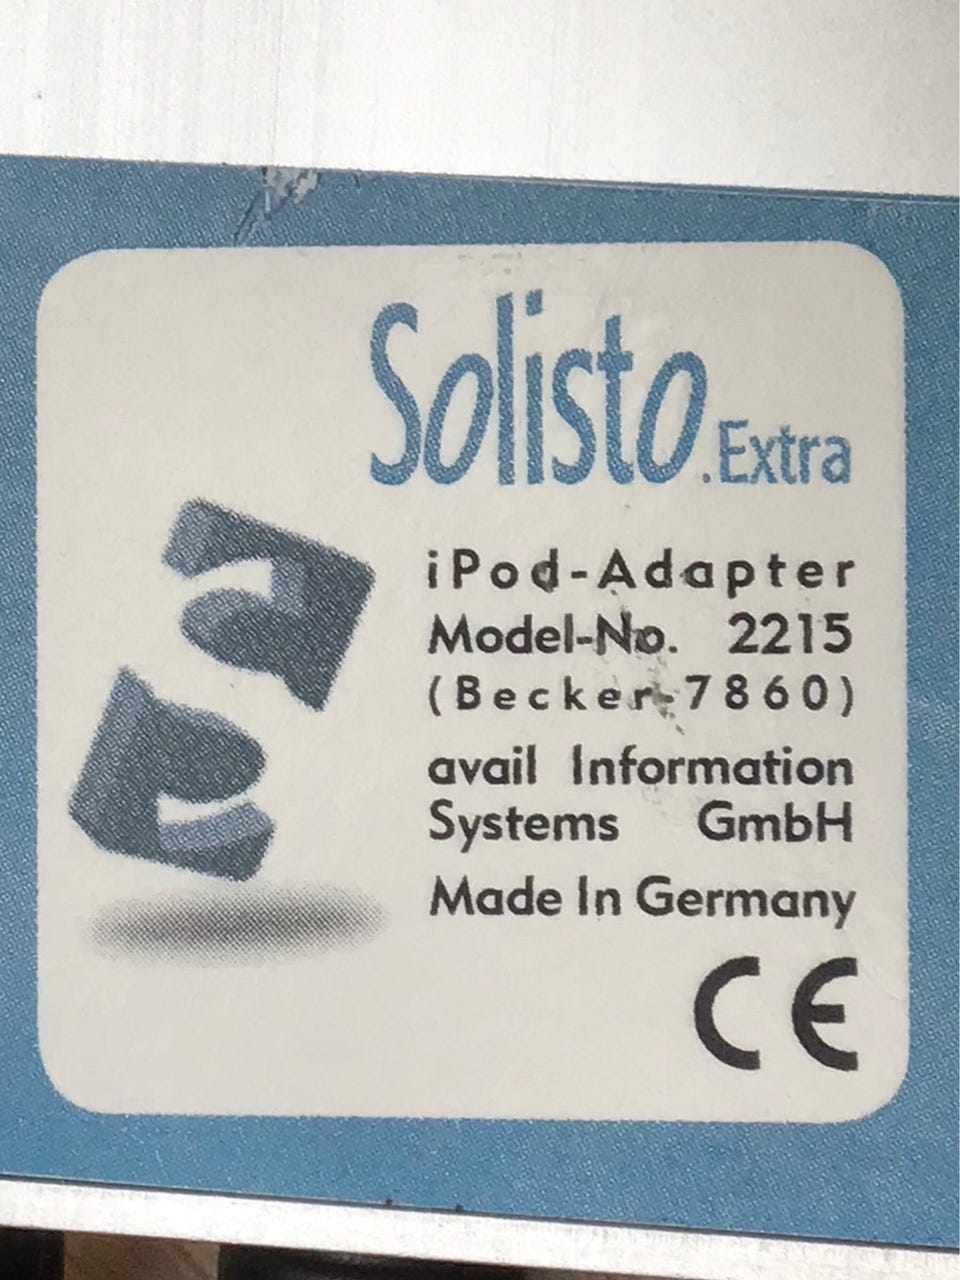 Solisto.Extra
iPod-Adapter
Model-No. 2215
(Becker-7860)
avail Information
Systems GmbH
Made In Germany
CE